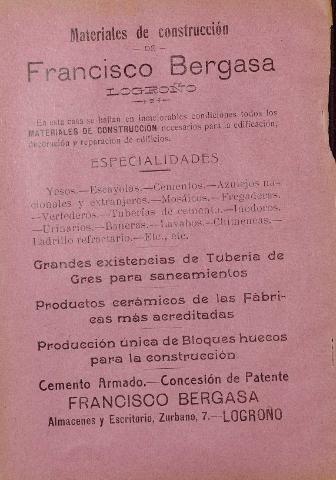 Materiales de construcción
— DE —
Francisco Bergasa
LOGROÑO
En esta casa se hallan en inmejorables condiciones todos los
MATERIALES DE CONSTRUCCIÓN necesarios para la edificación,
decoración y reparación de edificios.
ESPECIALIDADES
Yesos.—Escayolas.—Cementos.—Azulejos na-
cionales y extranjeros.—Mosáicos.—Fregaderas.
—Vertederos.—Tuberías de cemento.—Inodoros.
—Urinarios.—Bañeras.—Lavabos.—Chimeneas.—
Ladrillo refractario.—Etc., etc.
Grandes existencias de Tubería de
Gres para saneamientos
Productos cerámicos de las Fábri-
cas más acreditadas
Producción única de Bloques huecos
para la construcción
Cemento Armado.—Concesión de Patente
FRANCISCO BERGASA
Almacenes y Escritorio, Zurbano, 7.—LOGROÑO